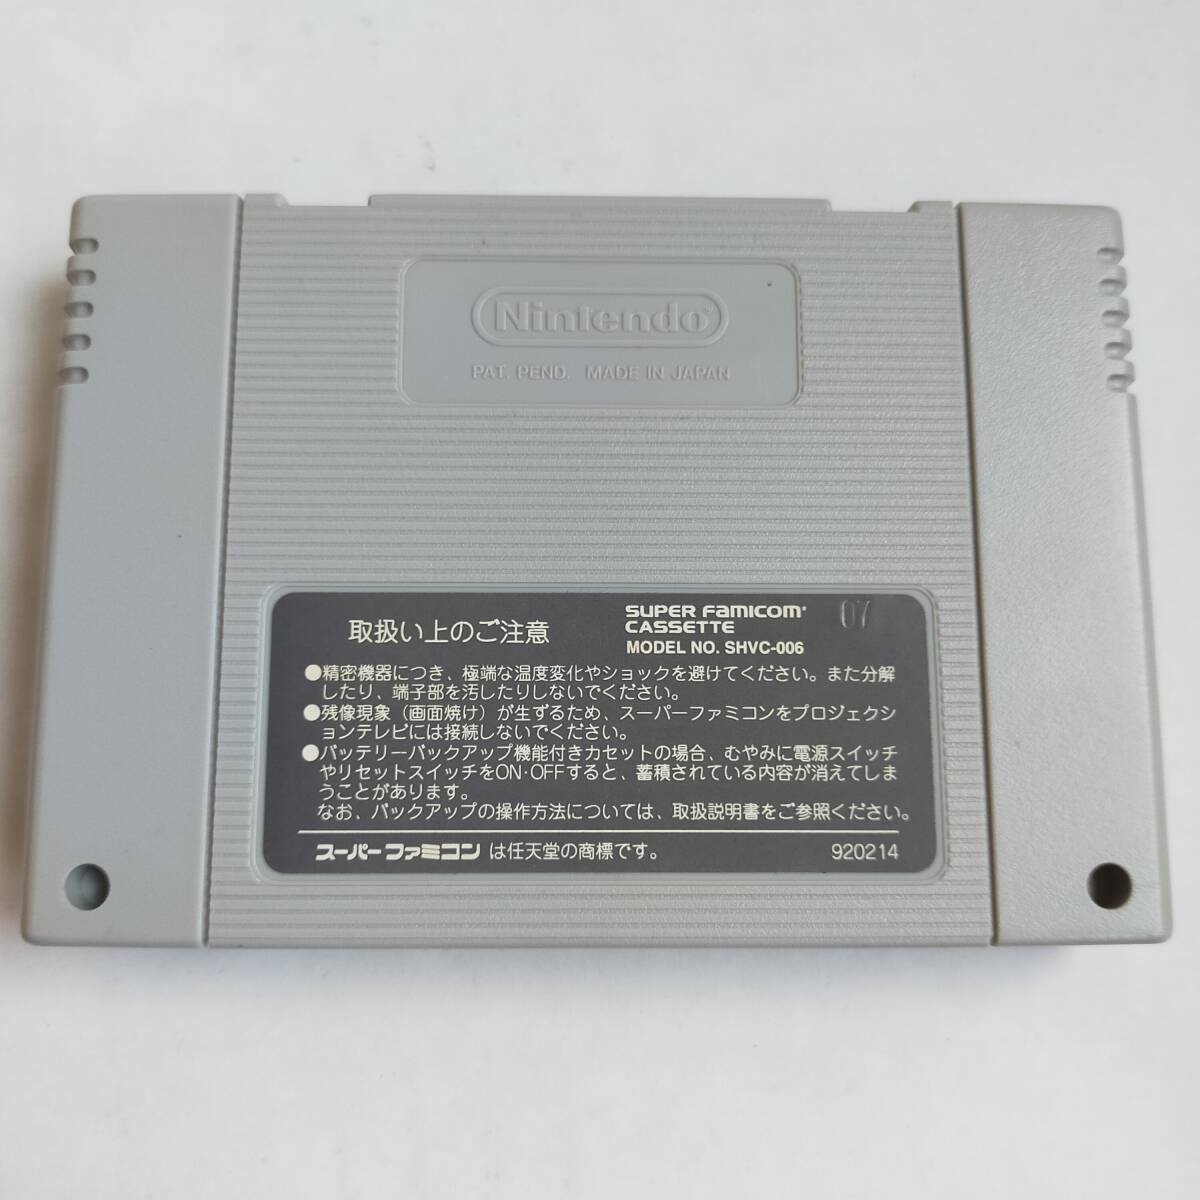 Nintendo
PAT. PEND. MADE IN JAPAN
取扱い上のご注意
SUPER FAMICOM
CASSETTE
MODEL NO. SHVC-006
07
●精密機器につき、極端な温度変化やショックを避けてください。また分解
したり、端子部を汚したりしないでください。
●残像現象（画面焼け）が生ずるため、スーパーファミコンをプロジェクシ
ョンテレビには接続しないでください。
●バッテリーバックアップ機能付きカセットの場合、むやみに電源スイッチ
やリセットスイッチをON・OFFすると、蓄積されている内容が消えてしま
うことがあります。
なお、バックアップの操作方法については、取扱説明書をご参照ください。
スーパーファミコン は任天堂の商標です。
920214